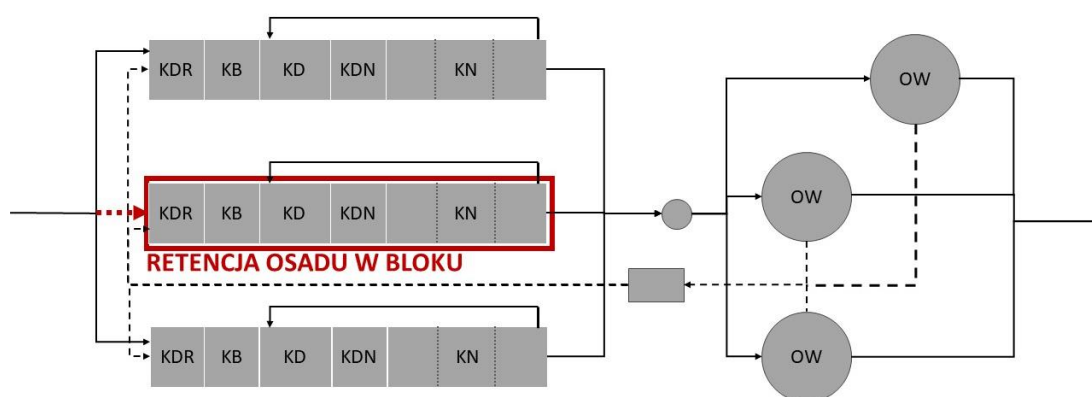 KDR KB KD KDN KN
OW
KDR KB KD KDN KN
OW
RETENCJA OSADU W BLOKU
KDR KB KD KDN KN
OW